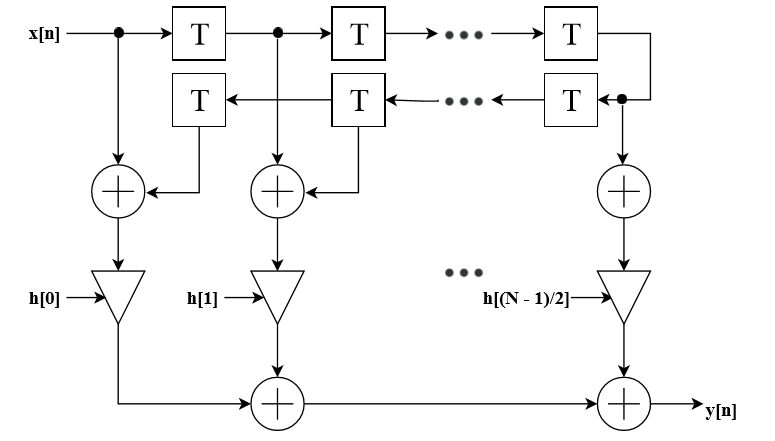 x[n] T T T
T T T
h[0] h[1] h[(N - 1)/2]
y[n]